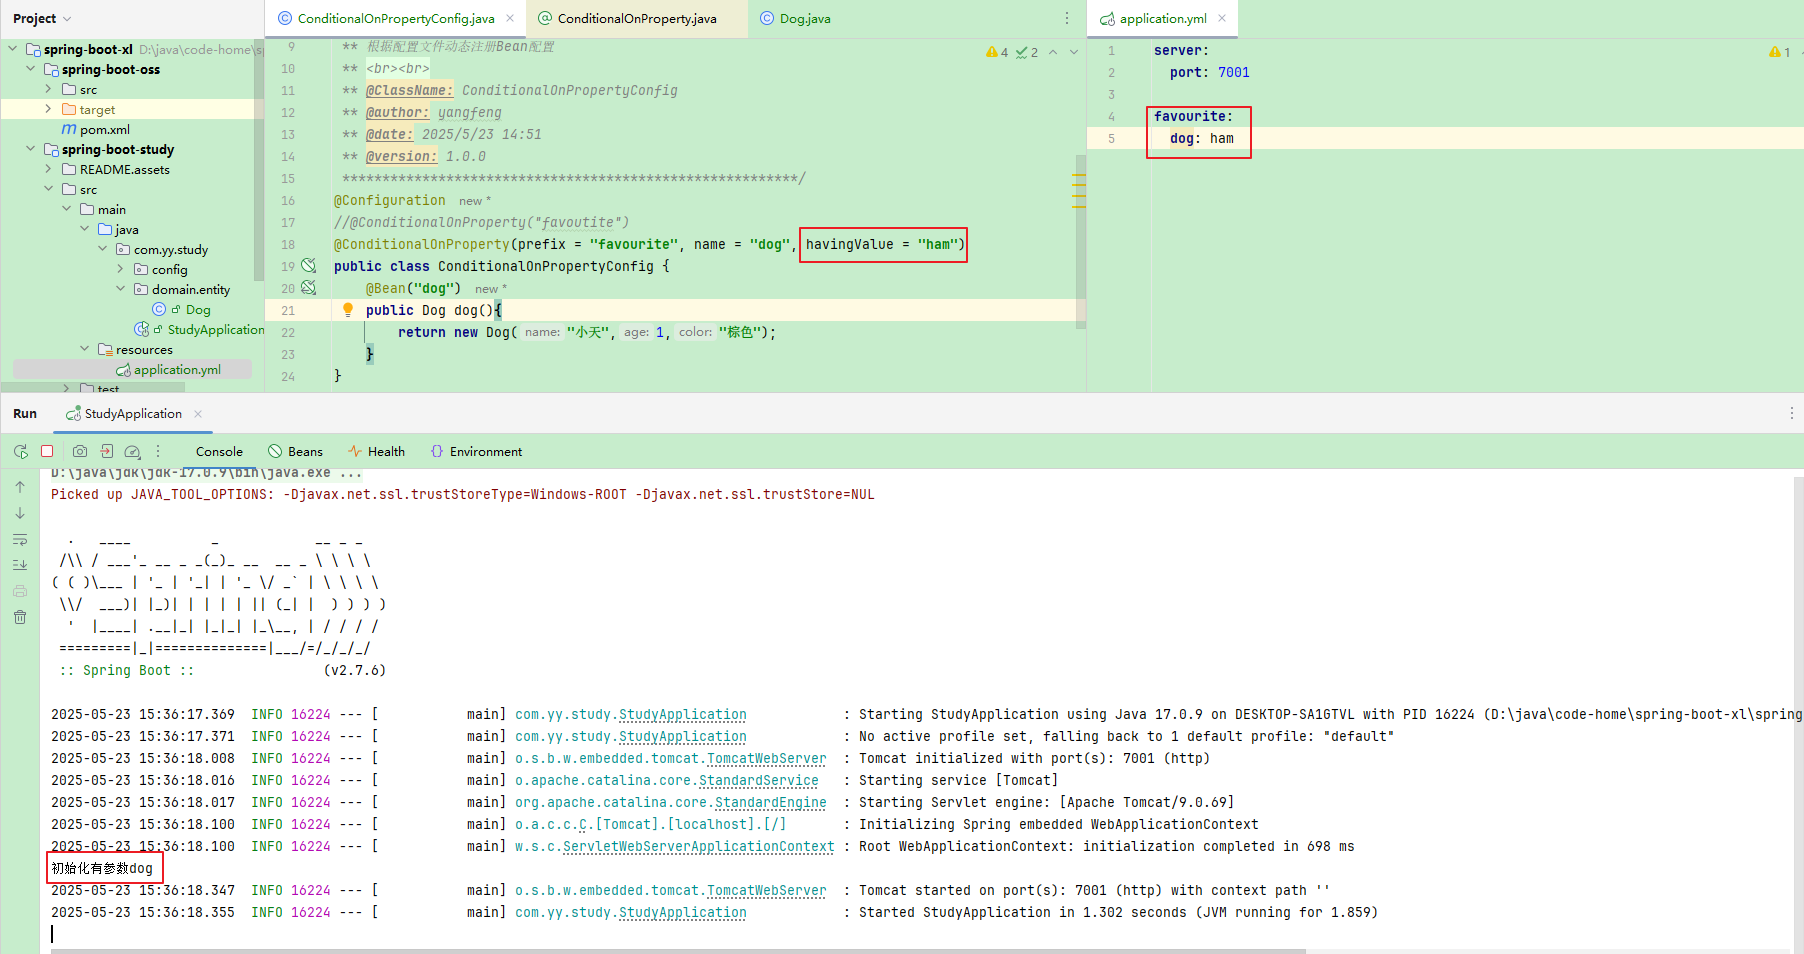 Project
spring-boot-xl D:\java\code-home\s
spring-boot-oss
src
target
pom.xml
spring-boot-study
README.assets
src
main
java
com.yy.study
config
domain.entity
Dog
StudyApplication
resources
application.yml
test
ConditionalOnPropertyConfig.java
ConditionalOnProperty.java
Dog.java
4 2
9 ** 根据配置文件动态注册Bean配置
10 ** <br><br>
11 ** @ClassName: ConditionalOnPropertyConfig
12 ** @author: yangfeng
13 ** @date: 2025/5/23 14:51
14 ** @version: 1.0.0
15 *********************************************************/
16 @Configuration new *
17 //@ConditionalOnProperty("favoutite")
18 @ConditionalOnProperty(prefix = "favourite", name = "dog", havingValue = "ham")
19 public class ConditionalOnPropertyConfig {
20 @Bean("dog") new *
21 public Dog dog(){
22 return new Dog( name: "小天", age: 1, color: "棕色");
23 }
24 }
application.yml
1
1 server:
2 port: 7001
3
4 favourite:
5 dog: ham
Run StudyApplication
Console Beans Health Environment
D:\java\jdk\jdk-17.0.9\bin\java.exe ...
Picked up JAVA_TOOL_OPTIONS: -Djavax.net.ssl.trustStoreType=Windows-ROOT -Djavax.net.ssl.trustStore=NUL
  .   ____          _            __ _ _
 /\\ / ___'_ __ _ _(_)_ __  __ _ \ \ \ \
( ( )\___ | '_ | '_| | '_ \/ _` | \ \ \ \
 \\/  ___)| |_)| | | | | || (_| |  ) ) ) )
  '  |____| .__|_| |_|_| |_\__, | / / / /
 =========|_|==============|___/=/_/_/_/
 :: Spring Boot ::                (v2.7.6)
2025-05-23 15:36:17.369  INFO 16224 --- [           main] com.yy.study.StudyApplication            : Starting StudyApplication using Java 17.0.9 on DESKTOP-SA1GTVL with PID 16224 (D:\java\code-home\spring-boot-xl\spring
2025-05-23 15:36:17.371  INFO 16224 --- [           main] com.yy.study.StudyApplication            : No active profile set, falling back to 1 default profile: "default"
2025-05-23 15:36:18.008  INFO 16224 --- [           main] o.s.b.w.embedded.tomcat.TomcatWebServer  : Tomcat initialized with port(s): 7001 (http)
2025-05-23 15:36:18.016  INFO 16224 --- [           main] o.apache.catalina.core.StandardService   : Starting service [Tomcat]
2025-05-23 15:36:18.017  INFO 16224 --- [           main] org.apache.catalina.core.StandardEngine  : Starting Servlet engine: [Apache Tomcat/9.0.69]
2025-05-23 15:36:18.100  INFO 16224 --- [           main] o.a.c.c.C.[Tomcat].[localhost].[/]       : Initializing Spring embedded WebApplicationContext
2025-05-23 15:36:18.100  INFO 16224 --- [           main] w.s.c.ServletWebServerApplicationContext : Root WebApplicationContext: initialization completed in 698 ms
初始化有参数dog
2025-05-23 15:36:18.347  INFO 16224 --- [           main] o.s.b.w.embedded.tomcat.TomcatWebServer  : Tomcat started on port(s): 7001 (http) with context path ''
2025-05-23 15:36:18.355  INFO 16224 --- [           main] com.yy.study.StudyApplication            : Started StudyApplication in 1.302 seconds (JVM running for 1.859)